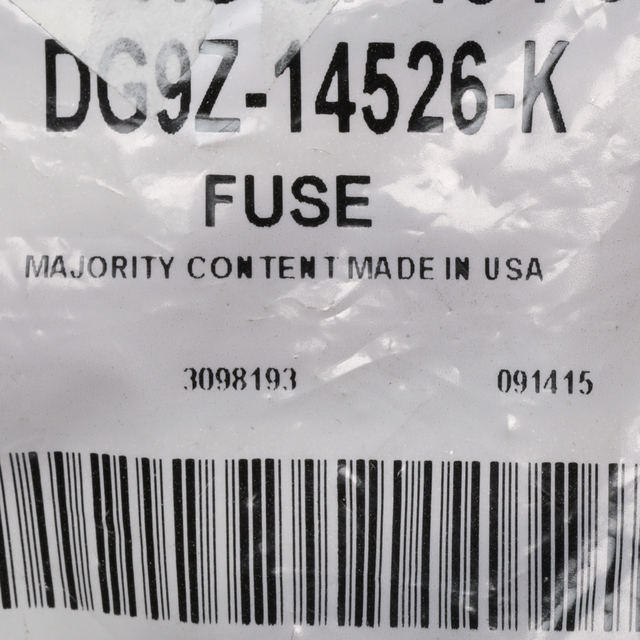 DG9Z-14526-K
FUSE
MAJORITY CONTENT MADE IN USA
3098193 091415